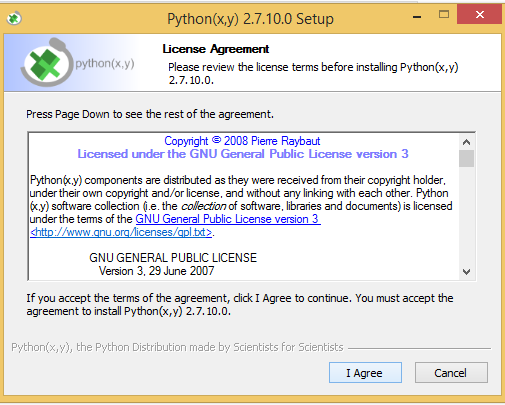 Python(x,y) 2.7.10.0 Setup
python(x,y)
License Agreement
Please review the license terms before installing Python(x,y)
2.7.10.0.
Press Page Down to see the rest of the agreement.
Copyright © 2008 Pierre Raybaut
Licensed under the GNU General Public License version 3
Python(x,y) components are distributed as they were received from their copyright holder,
under their own copyright and/or license, and without any linking with each other. Python
(x,y) software collection (i.e. the collection of software, libraries and documents) is licensed
under the terms of the GNU General Public License version 3
<http://www.gnu.org/licenses/gpl.txt>.
GNU GENERAL PUBLIC LICENSE
Version 3, 29 June 2007
If you accept the terms of the agreement, click I Agree to continue. You must accept the
agreement to install Python(x,y) 2.7.10.0.
Python(x,y), the Python Distribution made by Scientists for Scientists
I Agree
Cancel